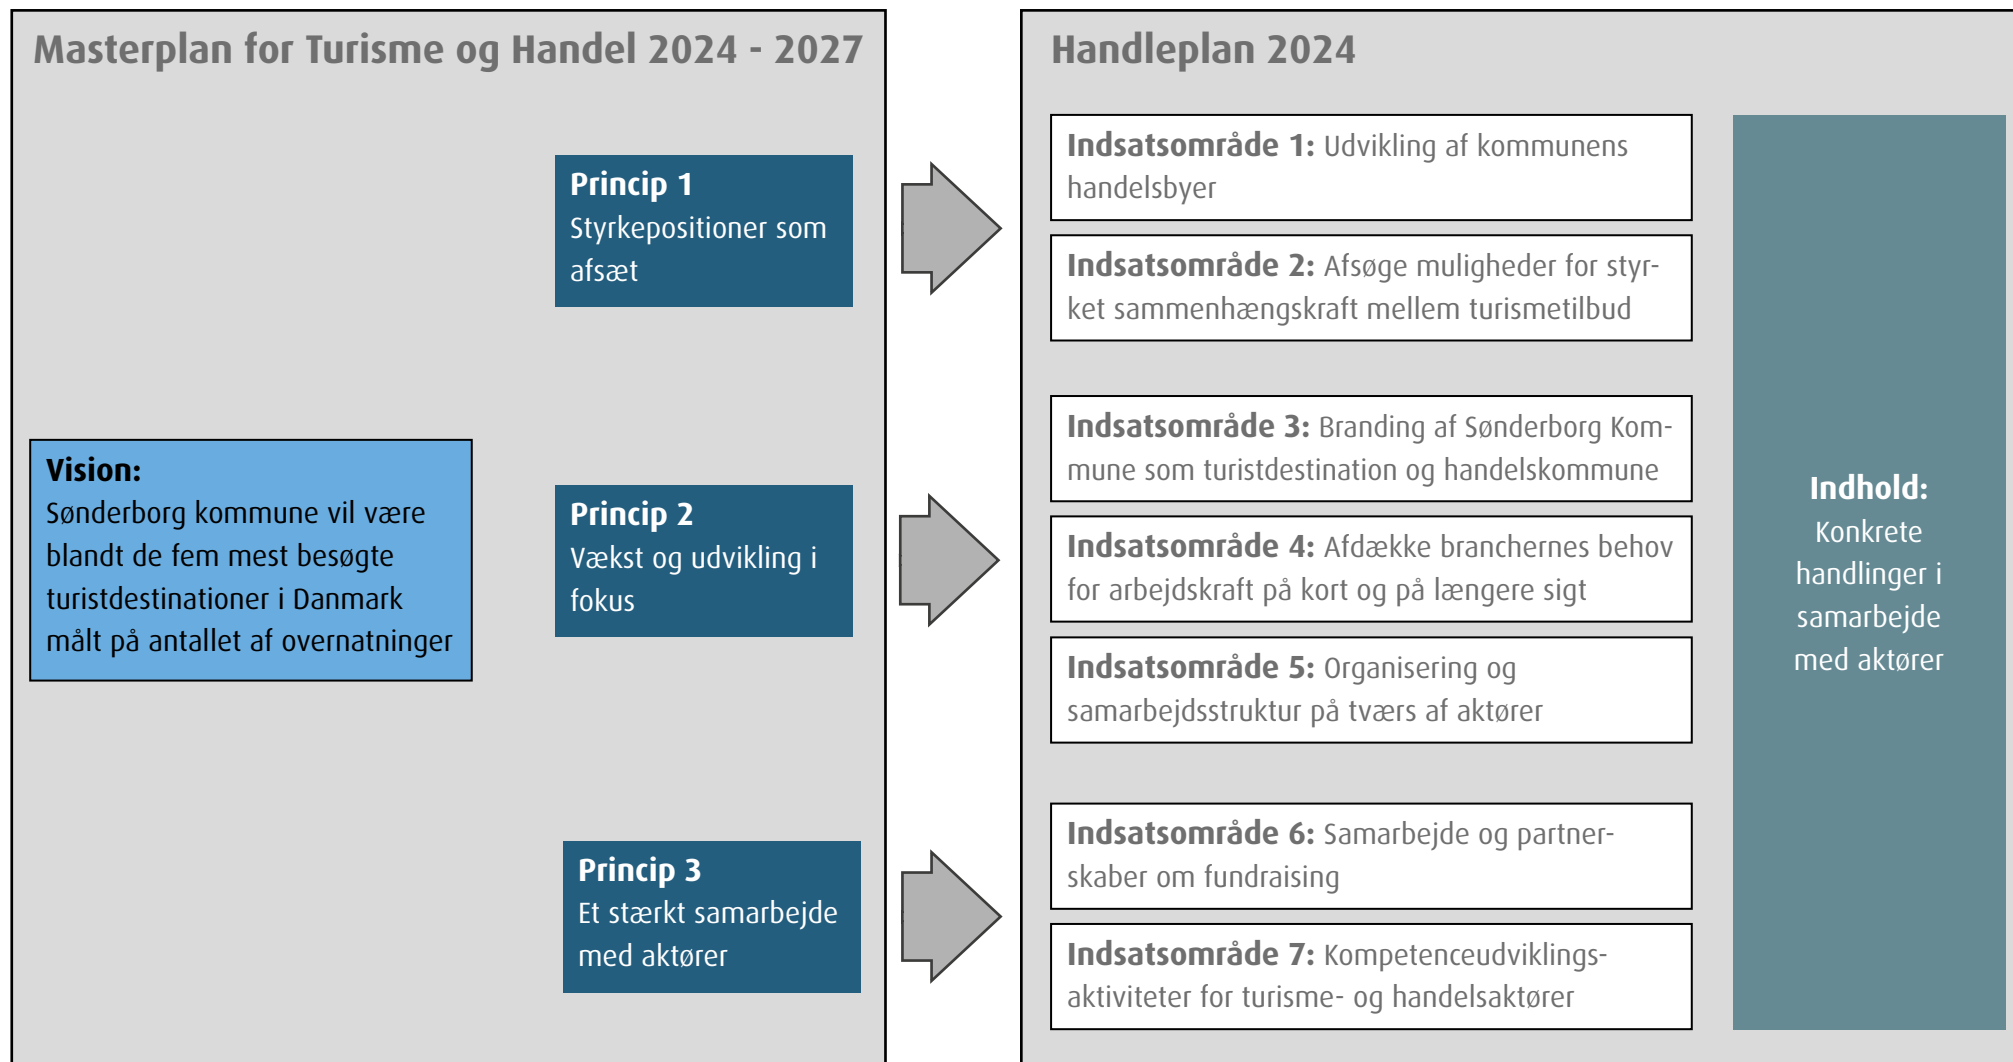 Masterplan for Turisme og Handel 2024 - 2027
Vision:
Sønderborg kommune vil være
blandt de fem mest besøgte
turistdestinationer i Danmark
målt på antallet af overnatninger
Princip 1
Styrkepositioner som
afsæt
Princip 2
Vækst og udvikling i
fokus
Princip 3
Et stærkt samarbejde
med aktører
Handleplan 2024
Indsatsområde 1: Udvikling af kommunens
handelsbyer
Indsatsområde 2: Afsøge muligheder for styr-
ket sammenhængskraft mellem turismetilbud
Indsatsområde 3: Branding af Sønderborg Kom-
mune som turistdestination og handelskommune
Indsatsområde 4: Afdække branchernes behov
for arbejdskraft på kort og på længere sigt
Indsatsområde 5: Organisering og
samarbejdsstruktur på tværs af aktører
Indsatsområde 6: Samarbejde og partner-
skaber om fundraising
Indsatsområde 7: Kompetenceudviklings-
aktiviteter for turisme- og handelsaktører
Indhold:
Konkrete
handlinger i
samarbejde
med aktører